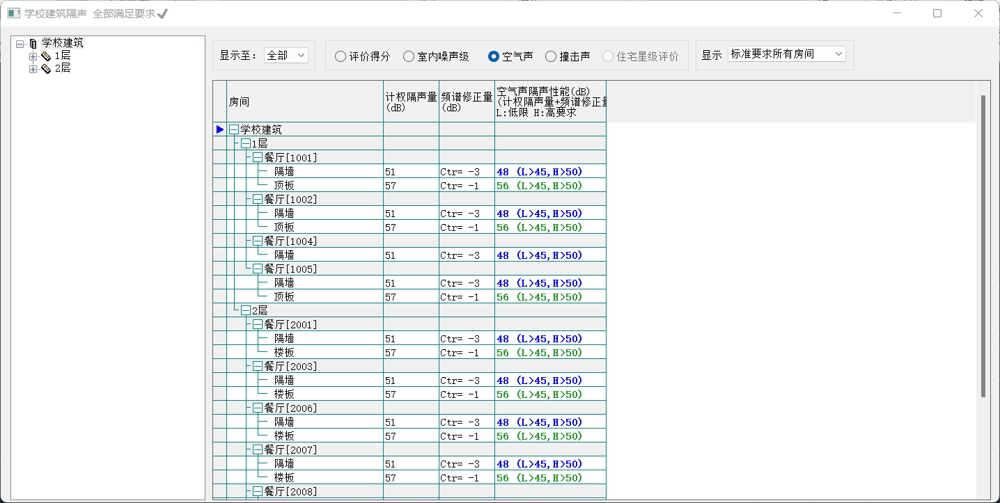 学校建筑隔声 全部满足要求✔
学校建筑
1层
2层
显示至： 全部
评价得分 室内噪声级 空气声 撞击声 住宅星级评价
显示 标准要求所有房间
房间
计权隔声量
(dB)
频谱修正量
(dB)
空气声隔声性能(dB)
(计权隔声量+频谱修正量
L:低限 H:高要求
学校建筑
1层
餐厅[1001]
隔墙 51 Ctr= -3 48 (L>45,H>50)
顶板 57 Ctr= -1 56 (L>45,H>50)
餐厅[1002]
隔墙 51 Ctr= -3 48 (L>45,H>50)
顶板 57 Ctr= -1 56 (L>45,H>50)
餐厅[1004]
隔墙 51 Ctr= -3 48 (L>45,H>50)
餐厅[1005]
隔墙 51 Ctr= -3 48 (L>45,H>50)
顶板 57 Ctr= -1 56 (L>45,H>50)
2层
餐厅[2001]
隔墙 51 Ctr= -3 48 (L>45,H>50)
楼板 57 Ctr= -1 56 (L>45,H>50)
餐厅[2003]
隔墙 51 Ctr= -3 48 (L>45,H>50)
楼板 57 Ctr= -1 56 (L>45,H>50)
餐厅[2006]
隔墙 51 Ctr= -3 48 (L>45,H>50)
楼板 57 Ctr= -1 56 (L>45,H>50)
餐厅[2007]
隔墙 51 Ctr= -3 48 (L>45,H>50)
楼板 57 Ctr= -1 56 (L>45,H>50)
餐厅[2008]